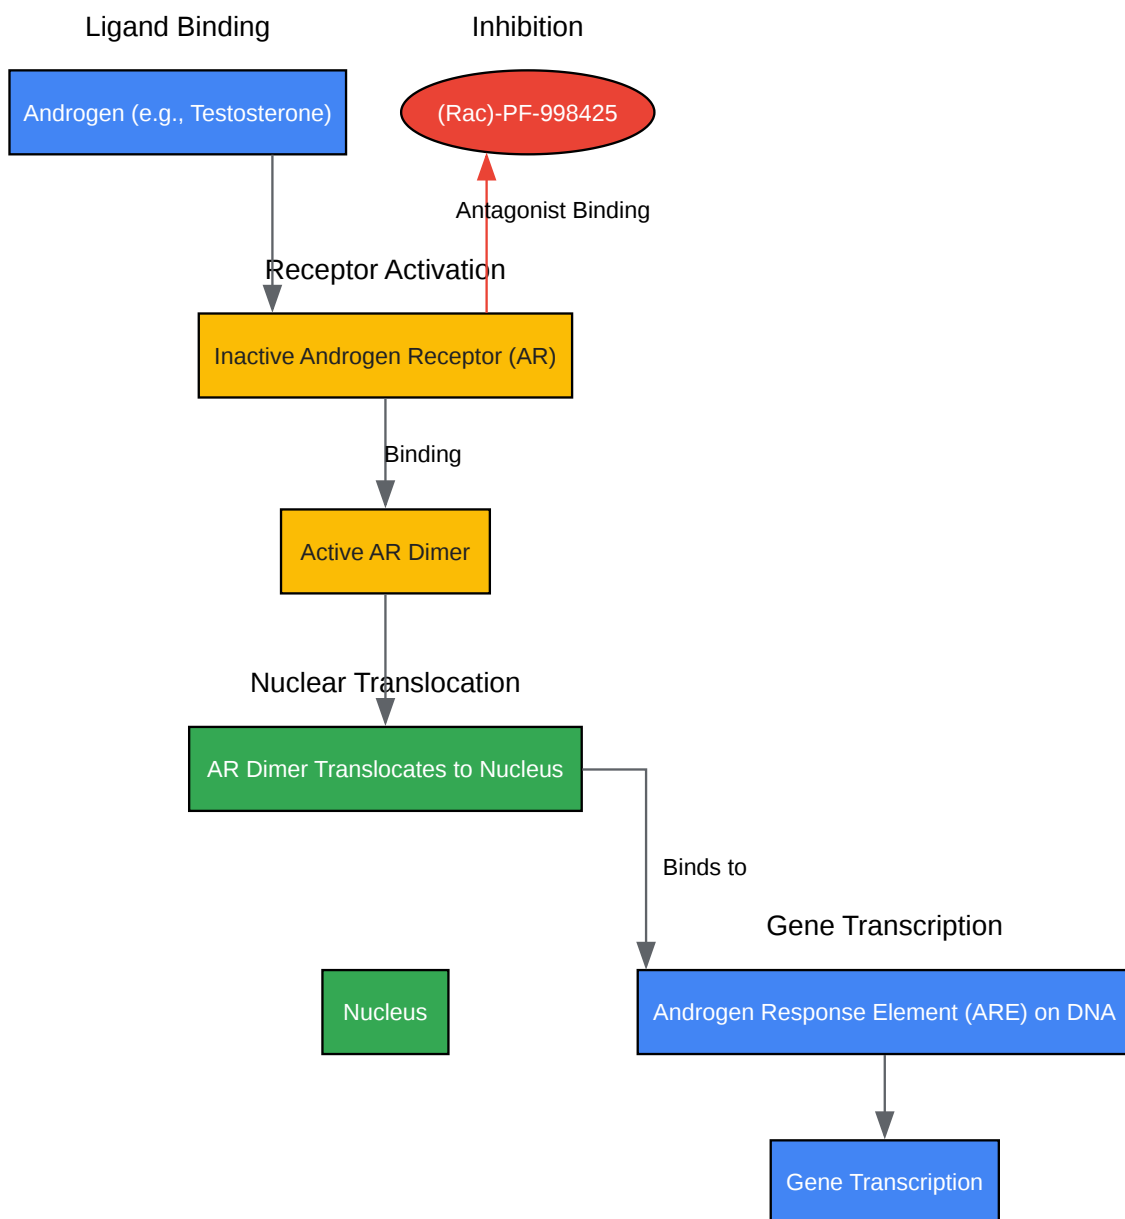 Ligand Binding
Inhibition
Androgen (e.g., Testosterone)
(Rac)-PF-998425
Antagonist Binding
Receptor Activation
Inactive Androgen Receptor (AR)
Binding
Active AR Dimer
Nuclear Translocation
AR Dimer Translocates to Nucleus
Binds to
Gene Transcription
Nucleus
Androgen Response Element (ARE) on DNA
Gene Transcription